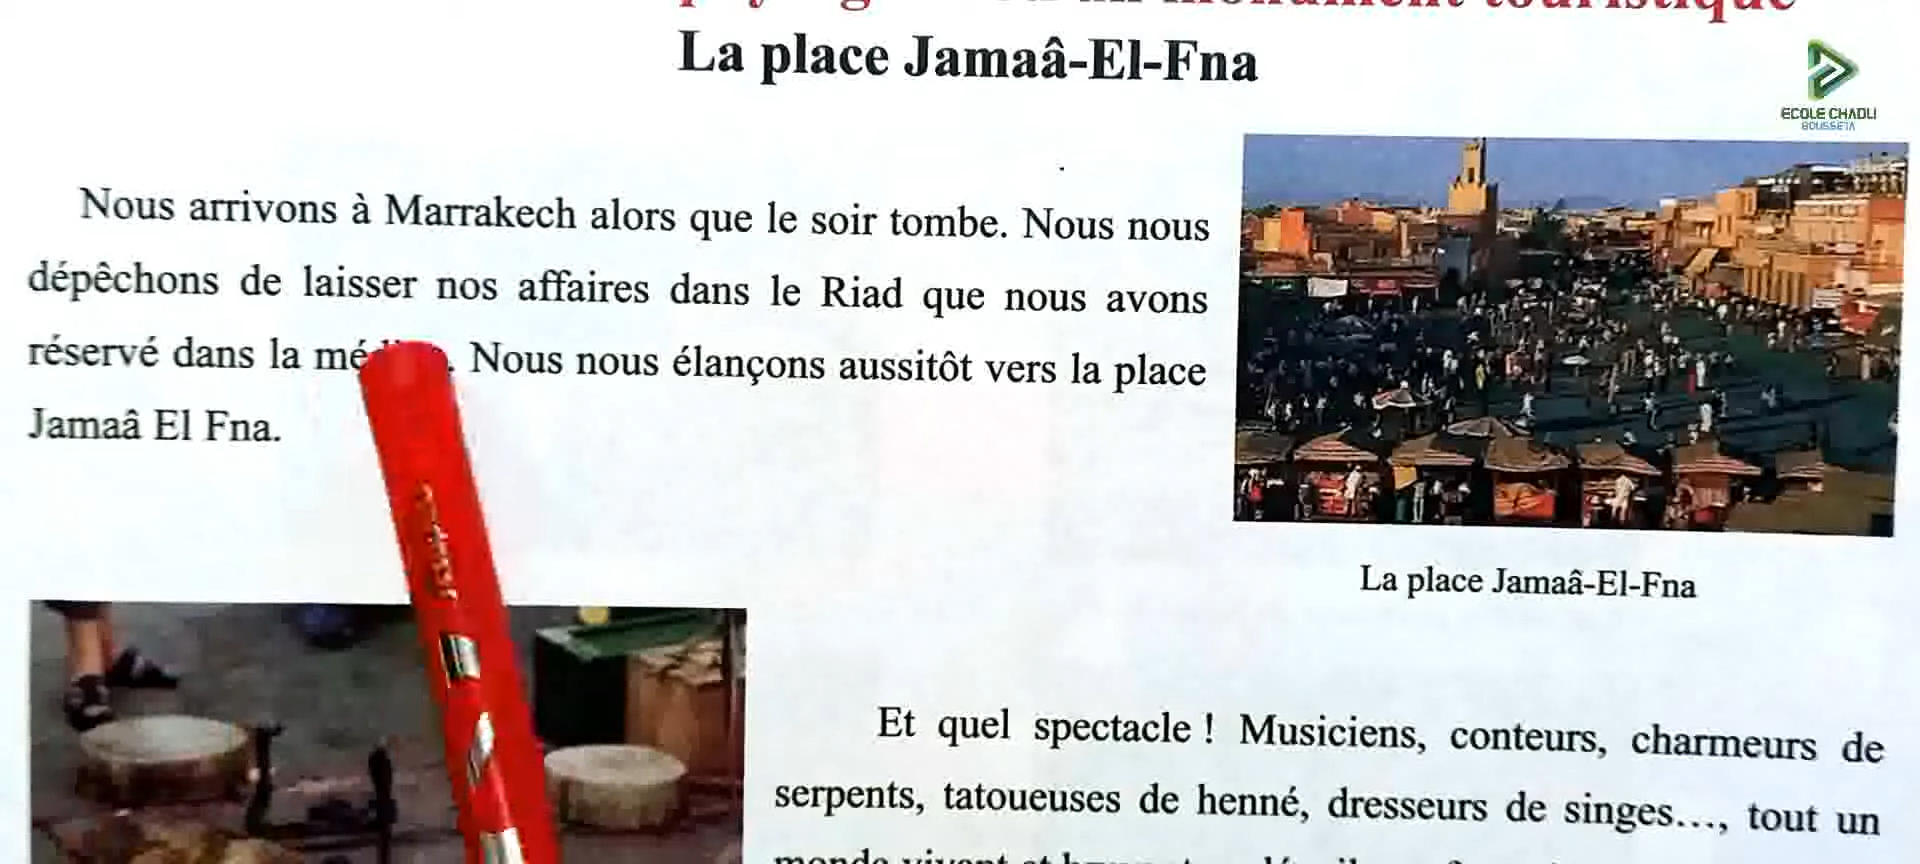 monument touristique
La place Jamaâ-El-Fna
ECOLE CHADLI
BOUSSETA
Nous arrivons à Marrakech alors que le soir tombe. Nous nous
dépêchons de laisser nos affaires dans le Riad que nous avons
réservé dans la Nous nous élançons aussitôt vers la place
Jamaâ El Fna.
La place Jamaâ-El-Fna
Et quel spectacle ! Musiciens, conteurs, charmeurs de
serpents, tatoueuses de henné, dresseurs de singes…, tout un